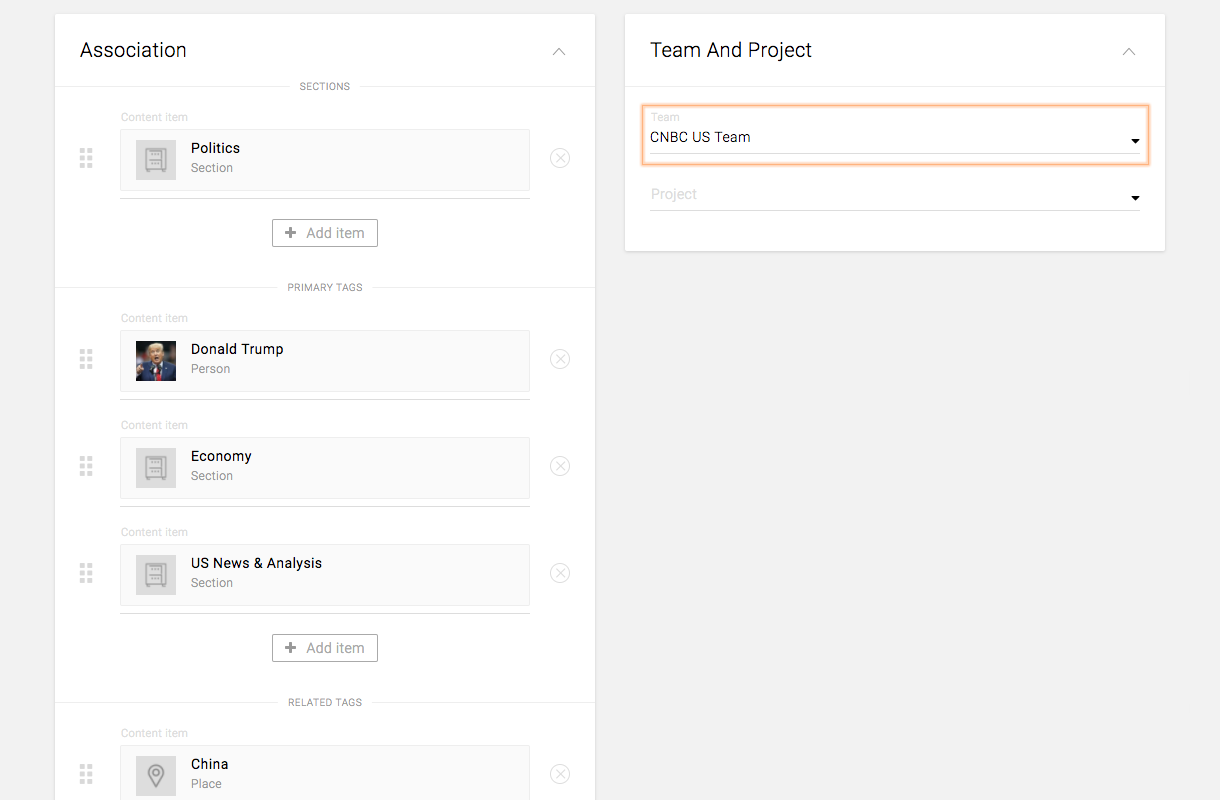 Association
SECTIONS
Content item
Politics
Section
Add item
PRIMARY TAGS
Content item
Donald Trump
Person
Content item
Economy
Section
Content item
US News & Analysis
Section
Add item
RELATED TAGS
Content item
China
Place
Team And Project
Team
CNBC US Team
Project